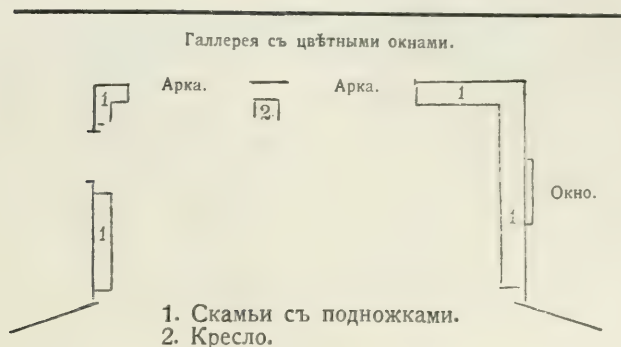 Галлерея съ цвѣтными окнами.
Арка. Арка.
1 2 1
Окно.
1 1
1. Скамьи съ подножками.
2. Кресло.